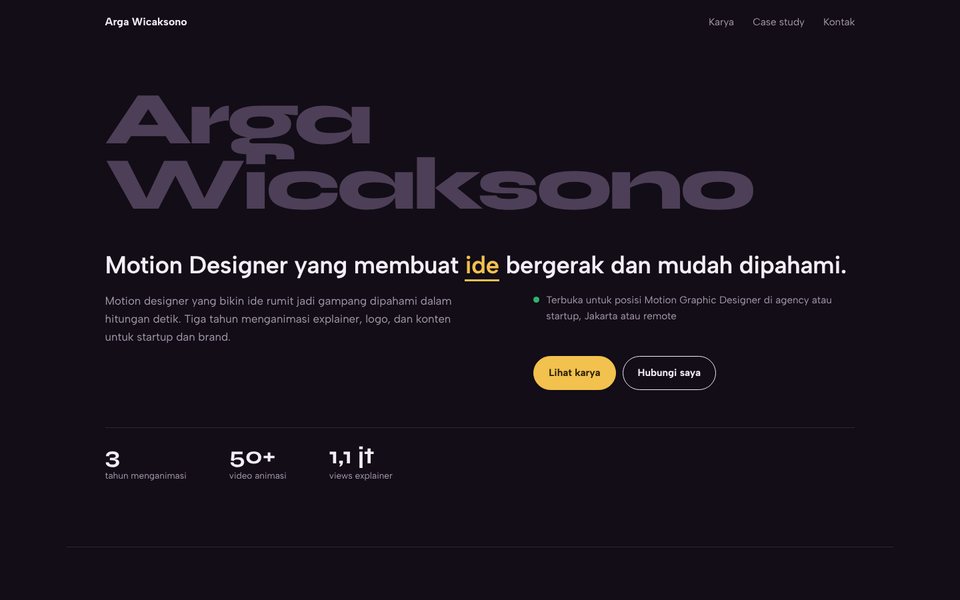 Arga Wicaksono
Karya Case study Kontak
Arga
Wicaksono
Motion Designer yang membuat ide bergerak dan mudah dipahami.
Motion designer yang bikin ide rumit jadi gampang dipahami dalam
hitungan detik. Tiga tahun menganimasi explainer, logo, dan konten
untuk startup dan brand.
Terbuka untuk posisi Motion Graphic Designer di agency atau
startup, Jakarta atau remote
Lihat karya
Hubungi saya
3
tahun menganimasi
50+
video animasi
1,1 jt
views explainer